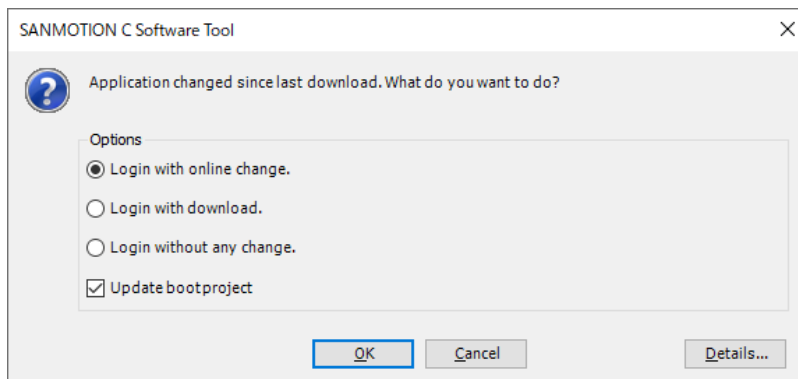 SANMOTION C Software Tool
Application changed since last download. What do you want to do?
Options
Login with online change.
Login with download.
Login without any change.
Update bootproject
OK
Cancel
Details...